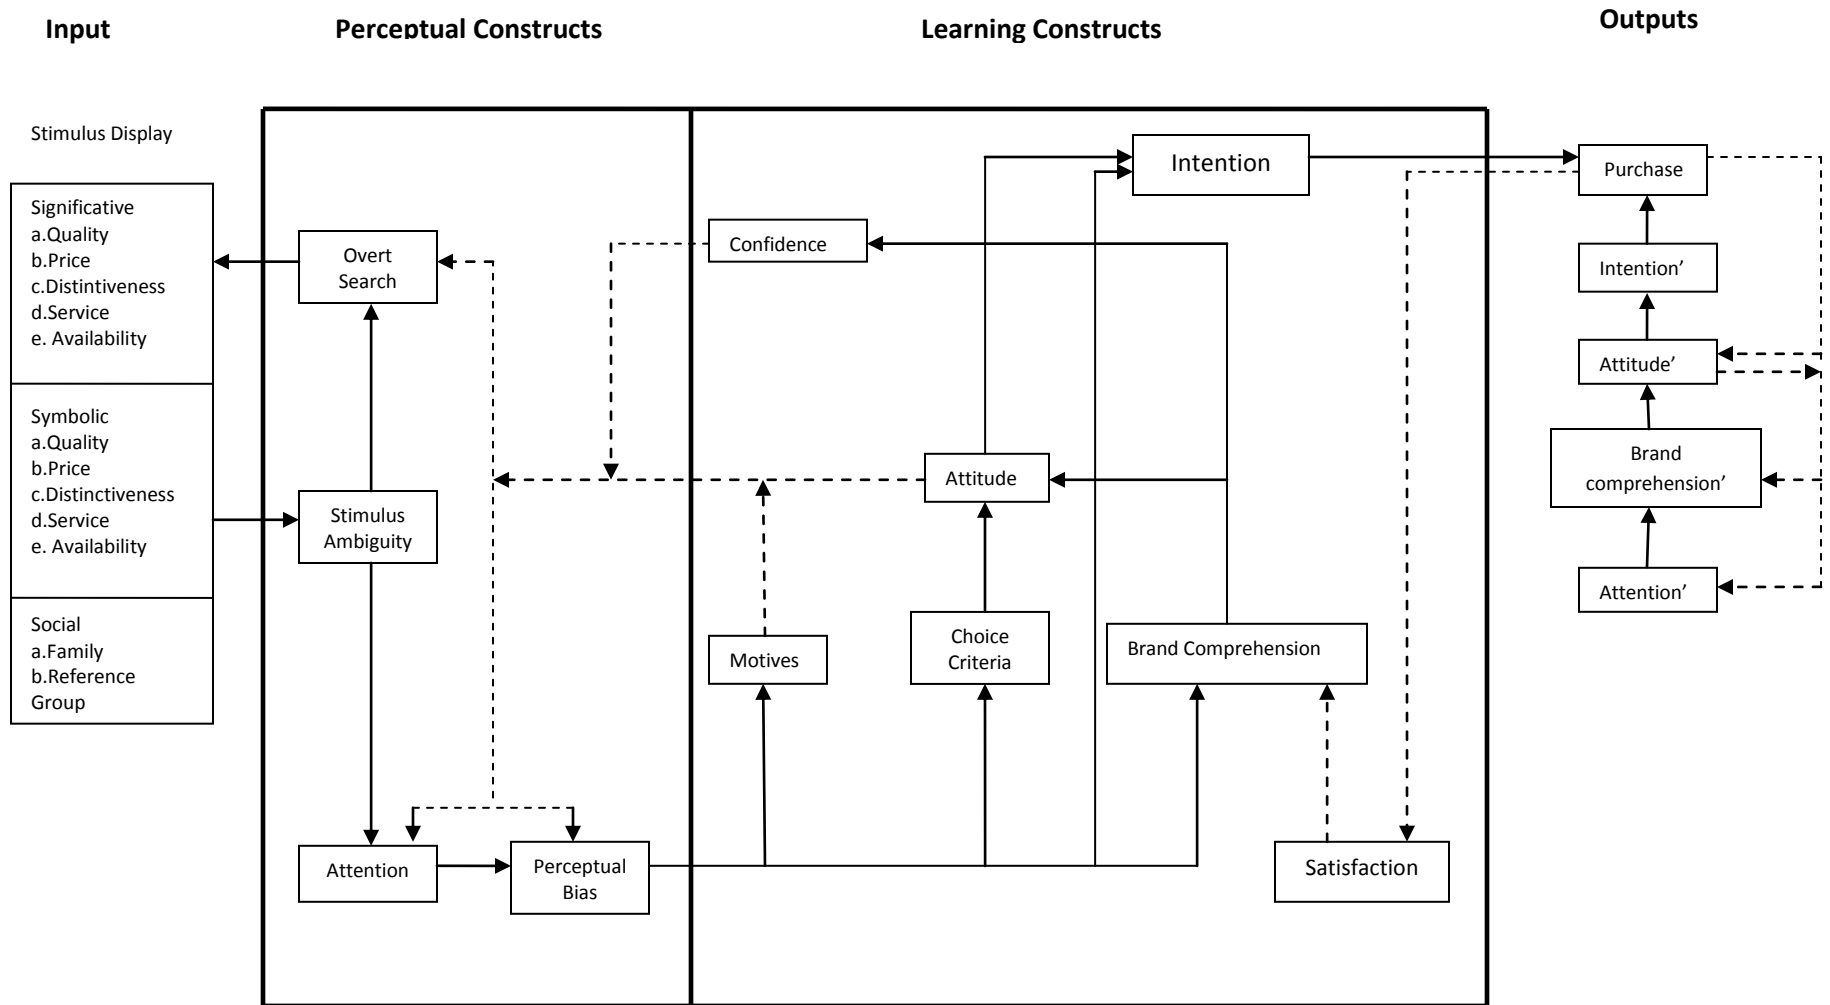 Input
Perceptual Constructs
Learning Constructs
Outputs
Stimulus Display
Significative
a.Quality
b.Price
c.Distintiveness
d.Service
e. Availability
Symbolic
a.Quality
b.Price
c.Distinctiveness
d.Service
e. Availability
Social
a.Family
b.Reference
Group
Overt
Search
Stimulus
Ambiguity
Attention
Perceptual
Bias
Confidence
Motives
Attitude
Choice
Criteria
Intention
Brand Comprehension
Satisfaction
Purchase
Intention’
Attitude’
Brand
comprehension’
Attention’